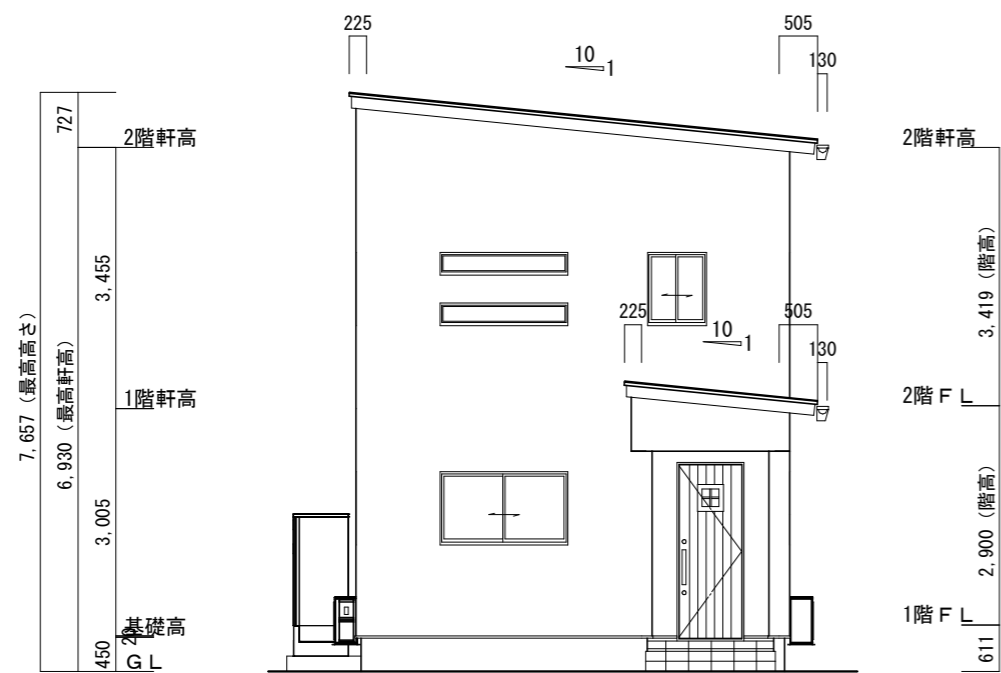 225
505
10
1
130
727
2階軒高
2階軒高
3,455
3,419 (階高)
7,657 (最高高さ)
6,930 (最高軒高)
225
505
10
1
130
1階軒高
2階ＦＬ
3,005
2,900 (階高)
1階ＦＬ
基礎高
20
450
ＧＬ
611